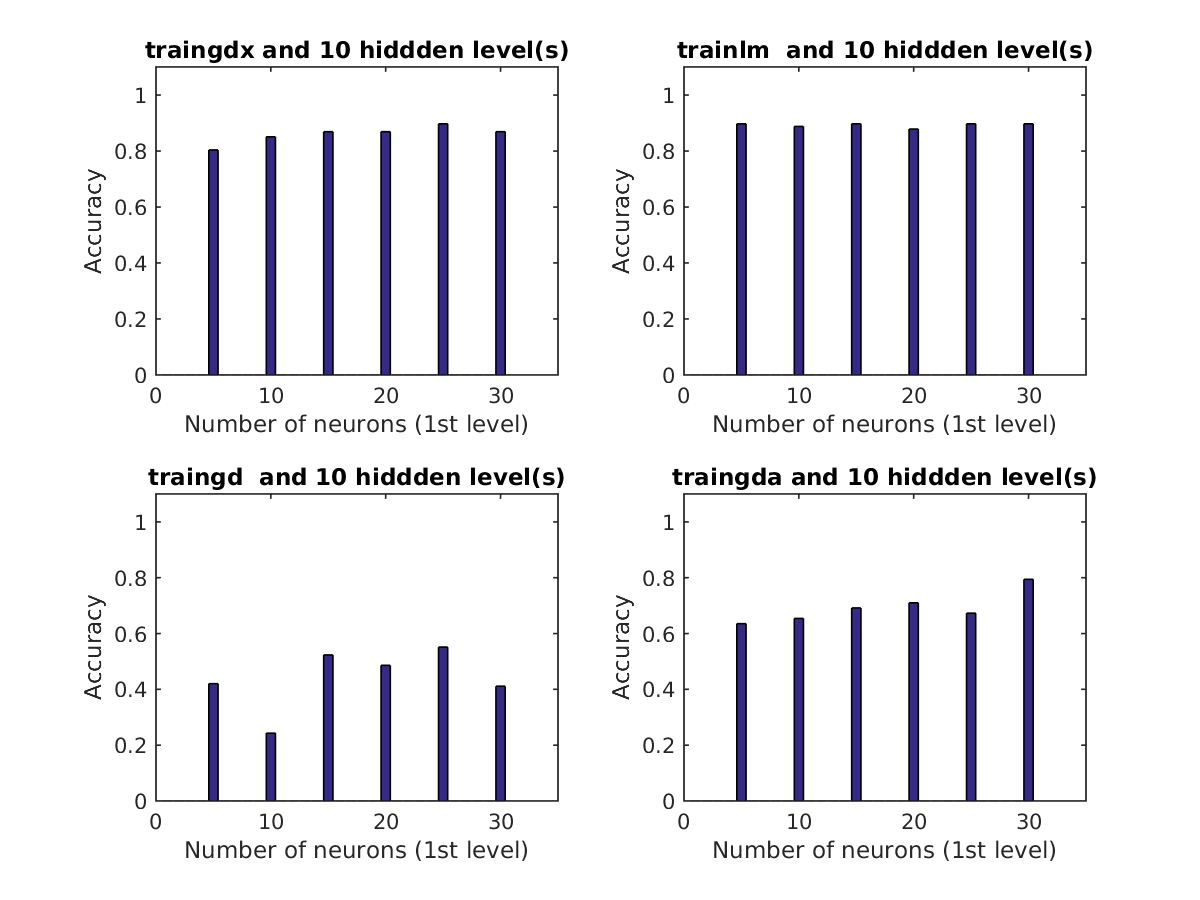 traingdx and 10 hiddden level(s)
1
0.8
0.6
0.4
0.2
0
Accuracy
0 10 20 30
Number of neurons (1st level)
trainlm  and 10 hiddden level(s)
1
0.8
0.6
0.4
0.2
0
Accuracy
0 10 20 30
Number of neurons (1st level)
traingd  and 10 hiddden level(s)
1
0.8
0.6
0.4
0.2
0
Accuracy
0 10 20 30
Number of neurons (1st level)
traingda and 10 hiddden level(s)
1
0.8
0.6
0.4
0.2
0
Accuracy
0 10 20 30
Number of neurons (1st level)